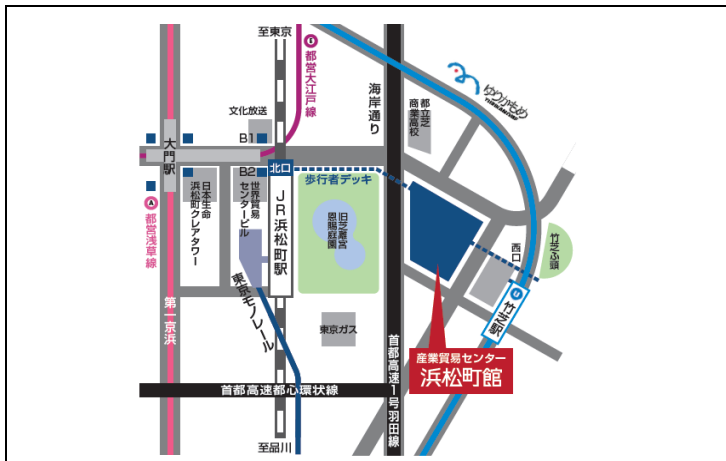 至東京
E
都営大江戸線
海岸通り
ゆりかもめ
YURIKAMOME
都立芝
商業高校
文化放送
B1
大門駅
B2
北口
歩行者デッキ
日本生命
浜松町クレアタワー
世界貿易
センタービル
JR浜松町駅
旧芝離宮
恩賜庭園
A
都営浅草線
西口
竹芝ふ頭
U
竹芝駅
東京モノレール
第一京浜
東京ガス
産業貿易センター
浜松町館
首都高速都心環状線
首都高速1号羽田線
至品川